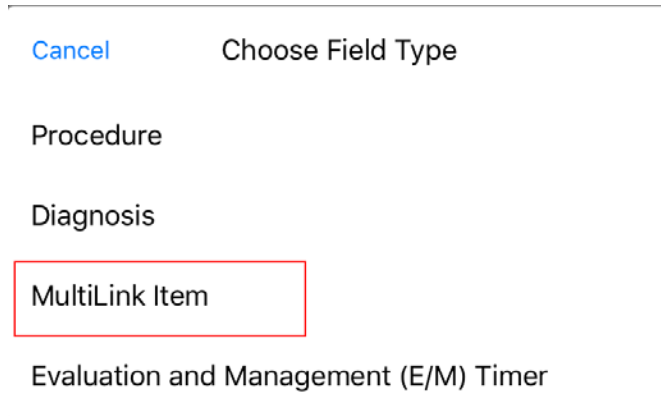 Cancel Choose Field Type
Procedure
Diagnosis
MultiLink Item
Evaluation and Management (E/M) Timer